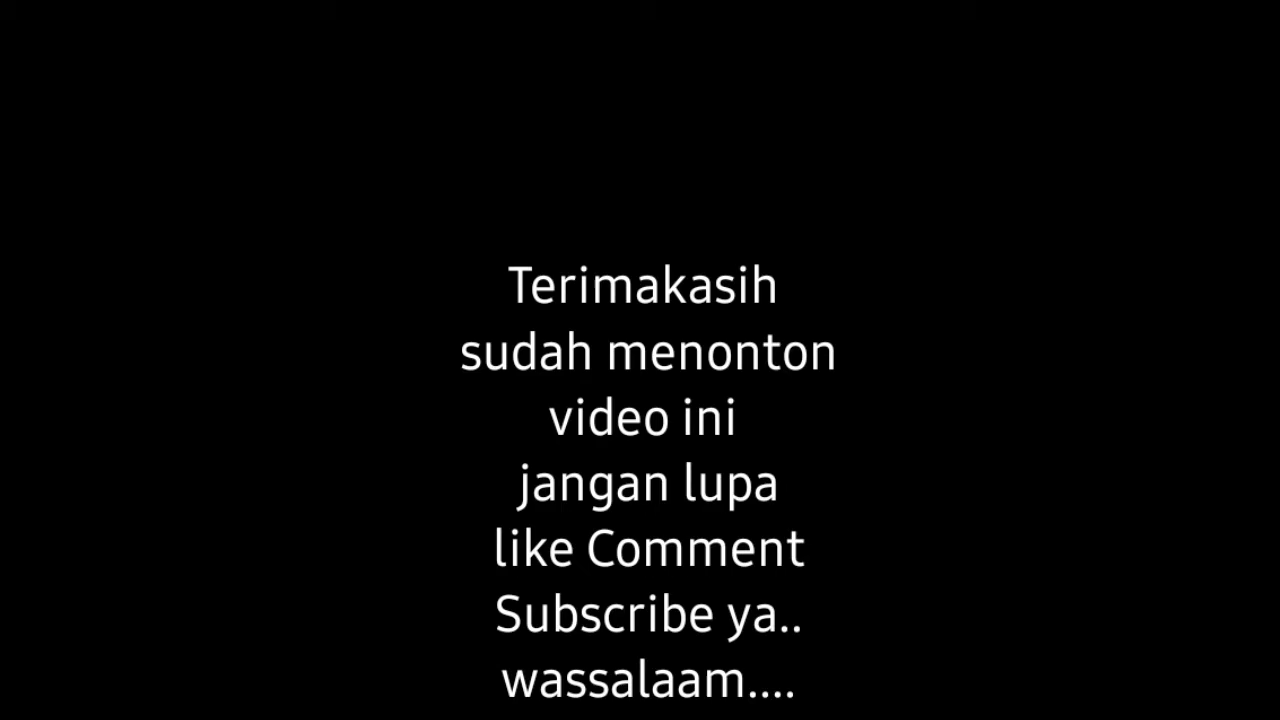 Terimakasih
sudah menonton
video ini
jangan lupa
like Comment
Subscribe ya..
wassalaam....